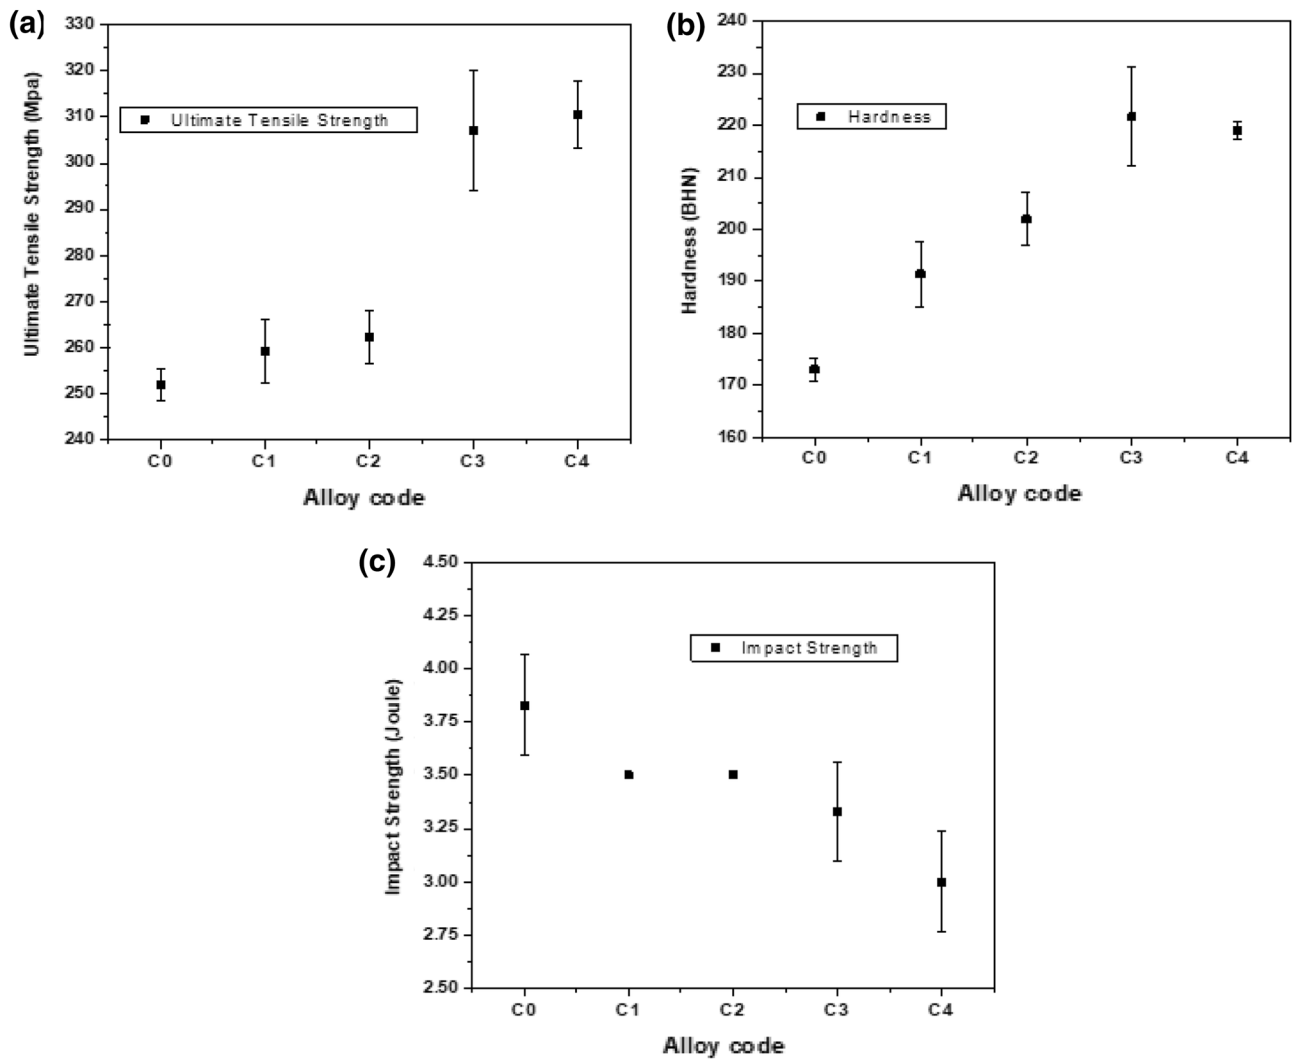 (a)
330
320
310
300
290
280
270
260
250
240
Ultimate Tensile Strength (Mpa)
Ultimate Tensile Strength
C0 C1 C2 C3 C4
Alloy code
(b)
240
230
220
210
200
190
180
170
160
Hardness (BHN)
Hardness
C0 C1 C2 C3 C4
Alloy code
(c)
4.50
4.25
4.00
3.75
3.50
3.25
3.00
2.75
2.50
Impact Strength (Joule)
Impact Strength
C0 C1 C2 C3 C4
Alloy code